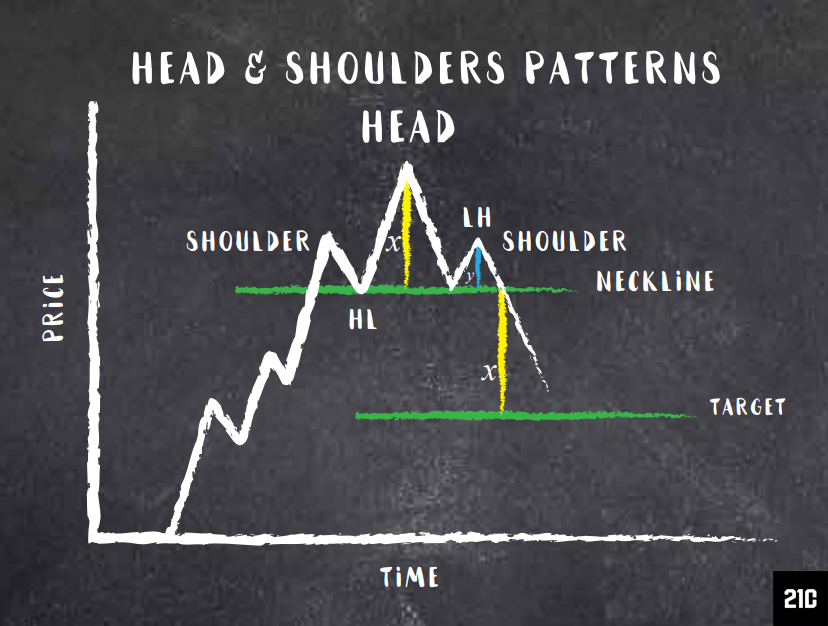 HEAD & SHOULDERS PATTERNS
HEAD
LH
SHOULDER
x
SHOULDER
y
NECKLiNE
HL
PRiCE
x
TARGET
TiME
21C